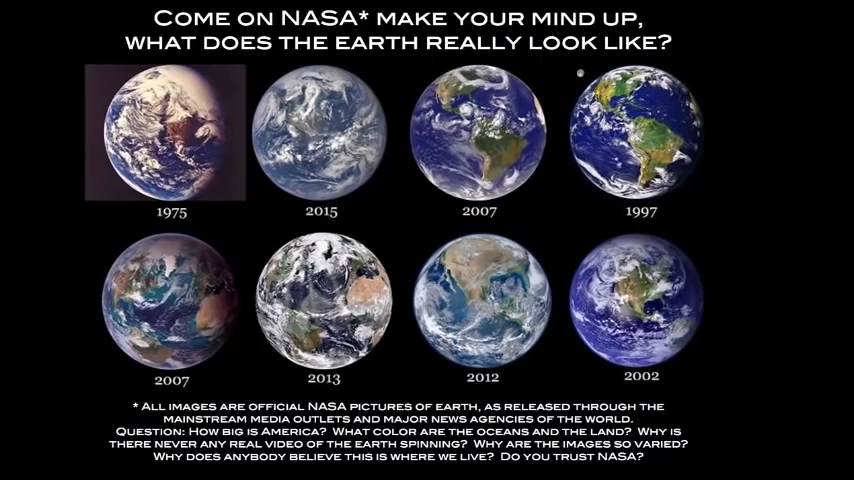 Come on NASA* make your mind up,
what does the earth really look like?
1975
2015
2007
1997
2007
2013
2012
2002
* All images are official NASA pictures of earth, as released through the
mainstream media outlets and major news agencies of the world.
Question: How big is America? What color are the oceans and the land? Why is
there never any real video of the earth spinning? Why are the images so varied?
Why does anybody believe this is where we live? Do you trust NASA?